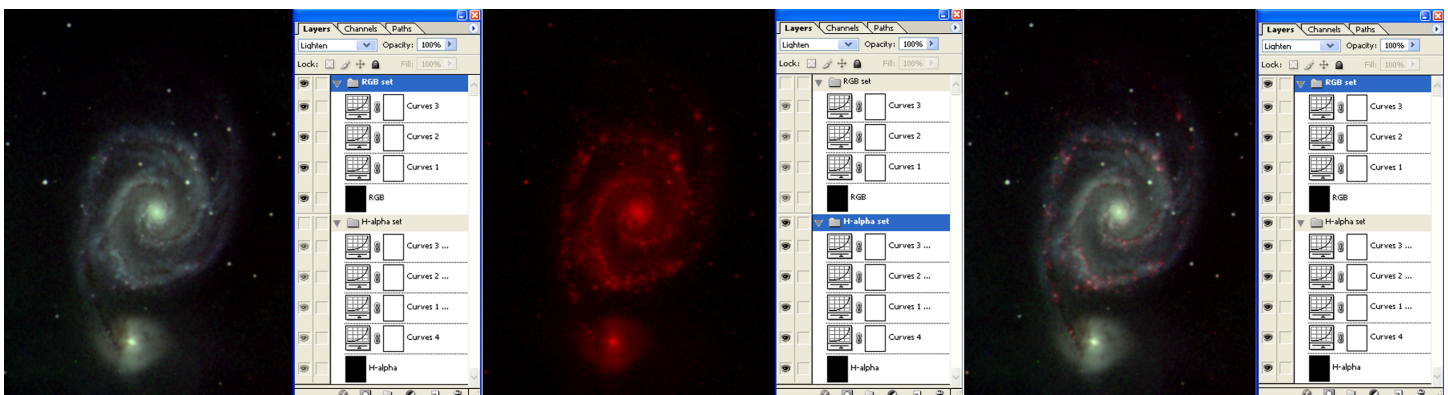 Layers Channels Paths
Lighten Opacity: 100%
Lock: Fill: 100%
RGB set
Curves 3
Curves 2
Curves 1
RGB
H-alpha set
Curves 3 ...
Curves 2 ...
Curves 1 ...
Curves 4
H-alpha
Layers Channels Paths
Lighten Opacity: 100%
Lock: Fill: 100%
RGB set
Curves 3
Curves 2
Curves 1
RGB
H-alpha set
Curves 3 ...
Curves 2 ...
Curves 1 ...
Curves 4
H-alpha
Layers Channels Paths
Lighten Opacity: 100%
Lock: Fill: 100%
RGB set
Curves 3
Curves 2
Curves 1
RGB
H-alpha set
Curves 3 ...
Curves 2 ...
Curves 1 ...
Curves 4
H-alpha